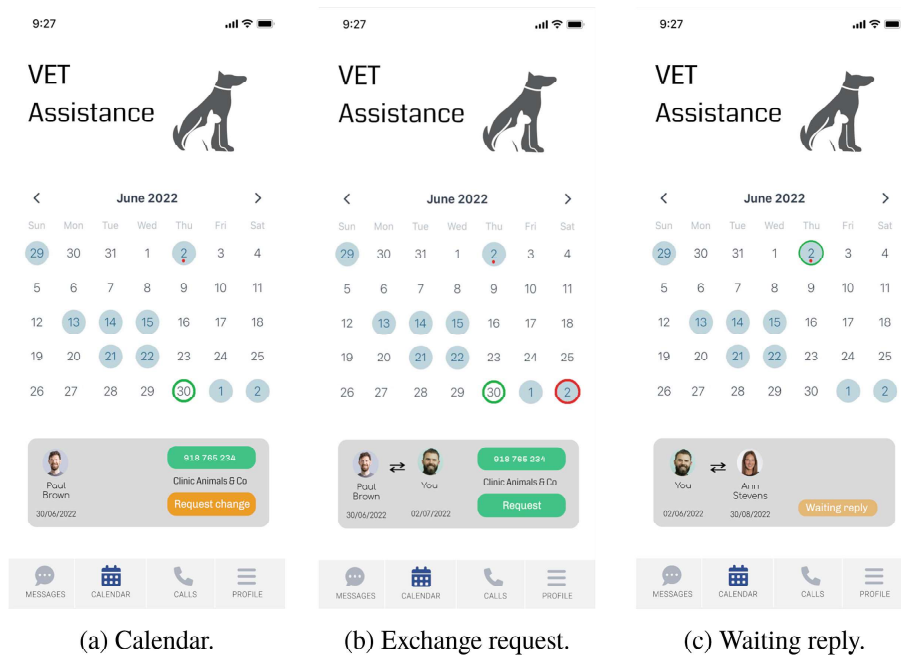 9:27
VET
Assistance
June 2022
Sun Mon Tue Wed Thu Fri Sat
29 30 31 1 2 3 4
5 6 7 8 9 10 11
12 13 14 15 16 17 18
19 20 21 22 23 24 25
26 27 28 29 30 1 2
918 765 234
Paul
Brown
Clinic Animals & Co
30/06/2022
Request change
MESSAGES CALENDAR CALLS PROFILE
(a) Calendar.
9:27
VET
Assistance
June 2022
Sun Mon Tue Wed Thu Fri Sat
29 30 31 1 2 3 4
5 6 7 8 9 10 11
12 13 14 15 16 17 18
19 20 21 22 23 24 25
26 27 28 29 30 1 2
918 765 234
Paul
Brown
You
Clinic Animals & Co
30/06/2022 02/07/2022
Request
MESSAGES CALENDAR CALLS PROFILE
(b) Exchange request.
9:27
VET
Assistance
June 2022
Sun Mon Tue Wed Thu Fri Sat
29 30 31 1 2 3 4
5 6 7 8 9 10 11
12 13 14 15 16 17 18
19 20 21 22 23 24 25
26 27 28 29 30 1 2
You
Ann
Stevens
02/06/2022 30/08/2022
Waiting reply
MESSAGES CALENDAR CALLS PROFILE
(c) Waiting reply.